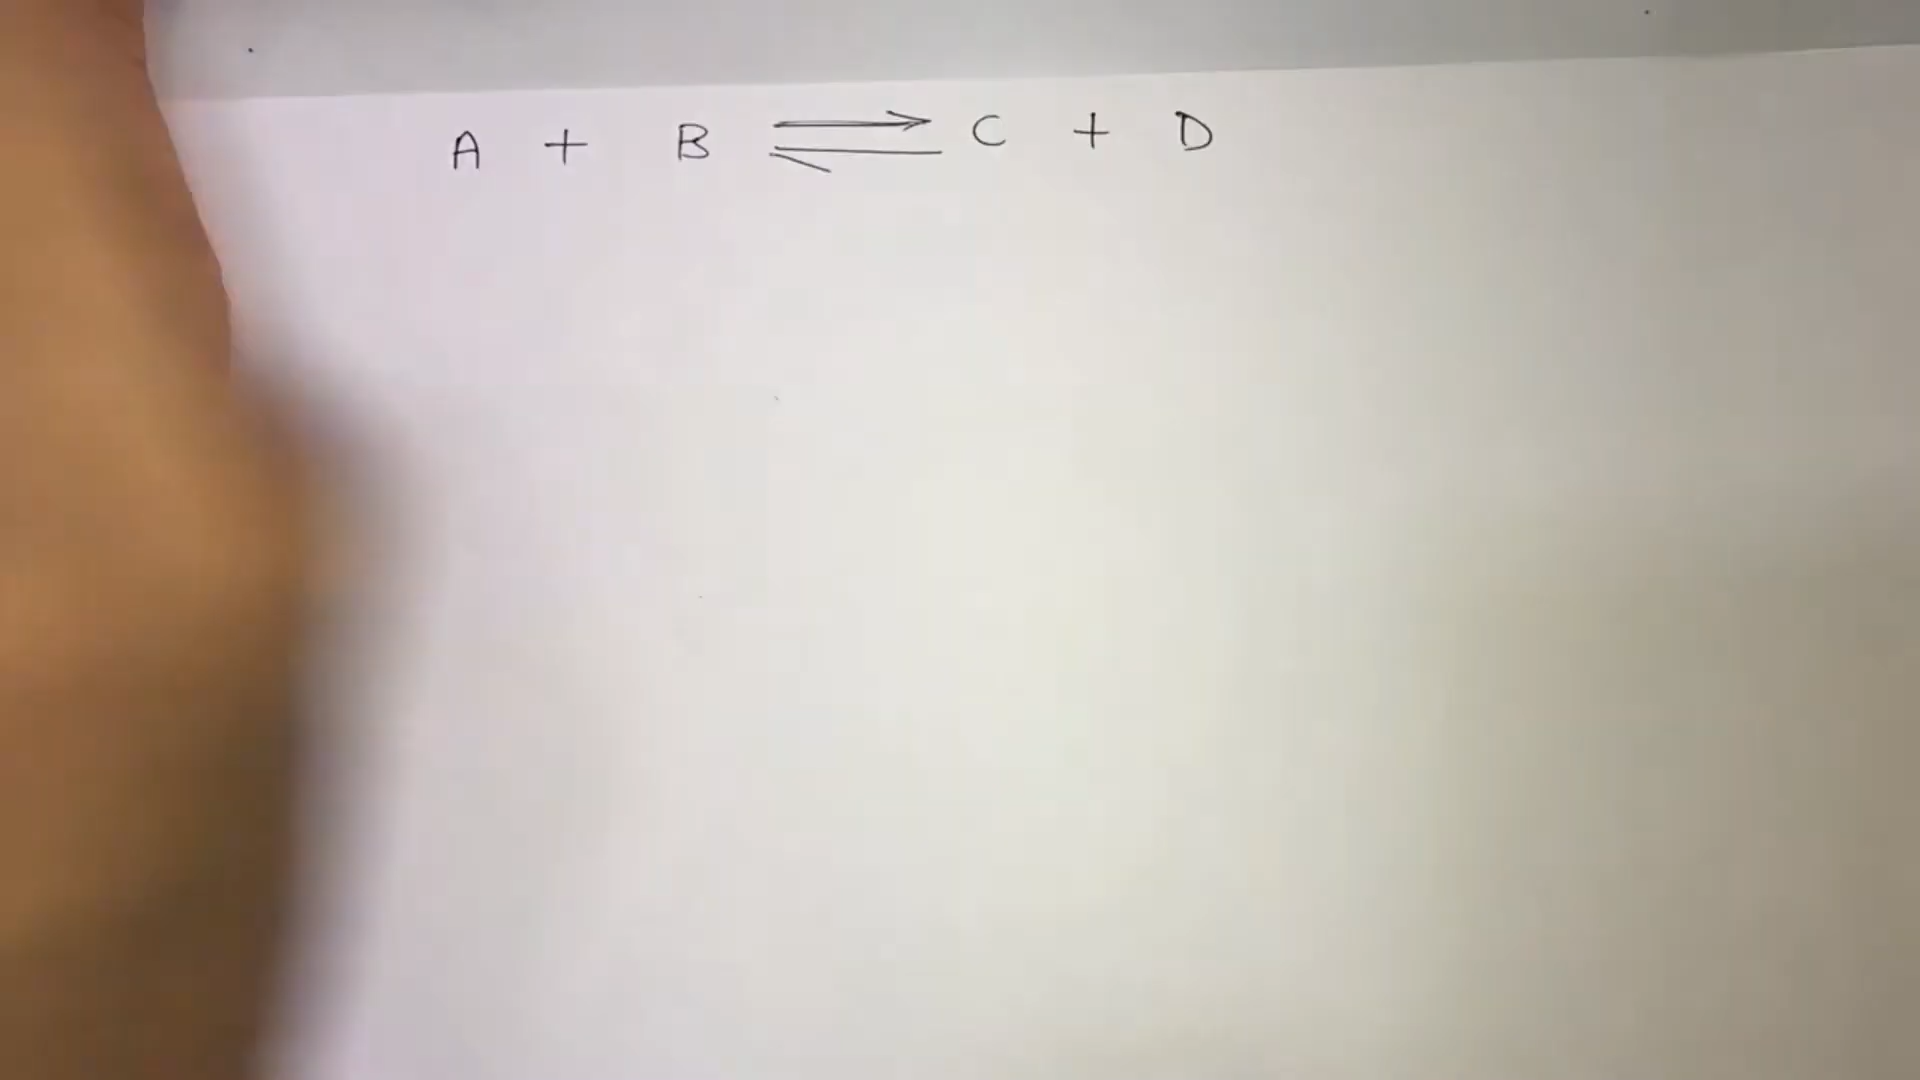 A + B ⇌ C + D